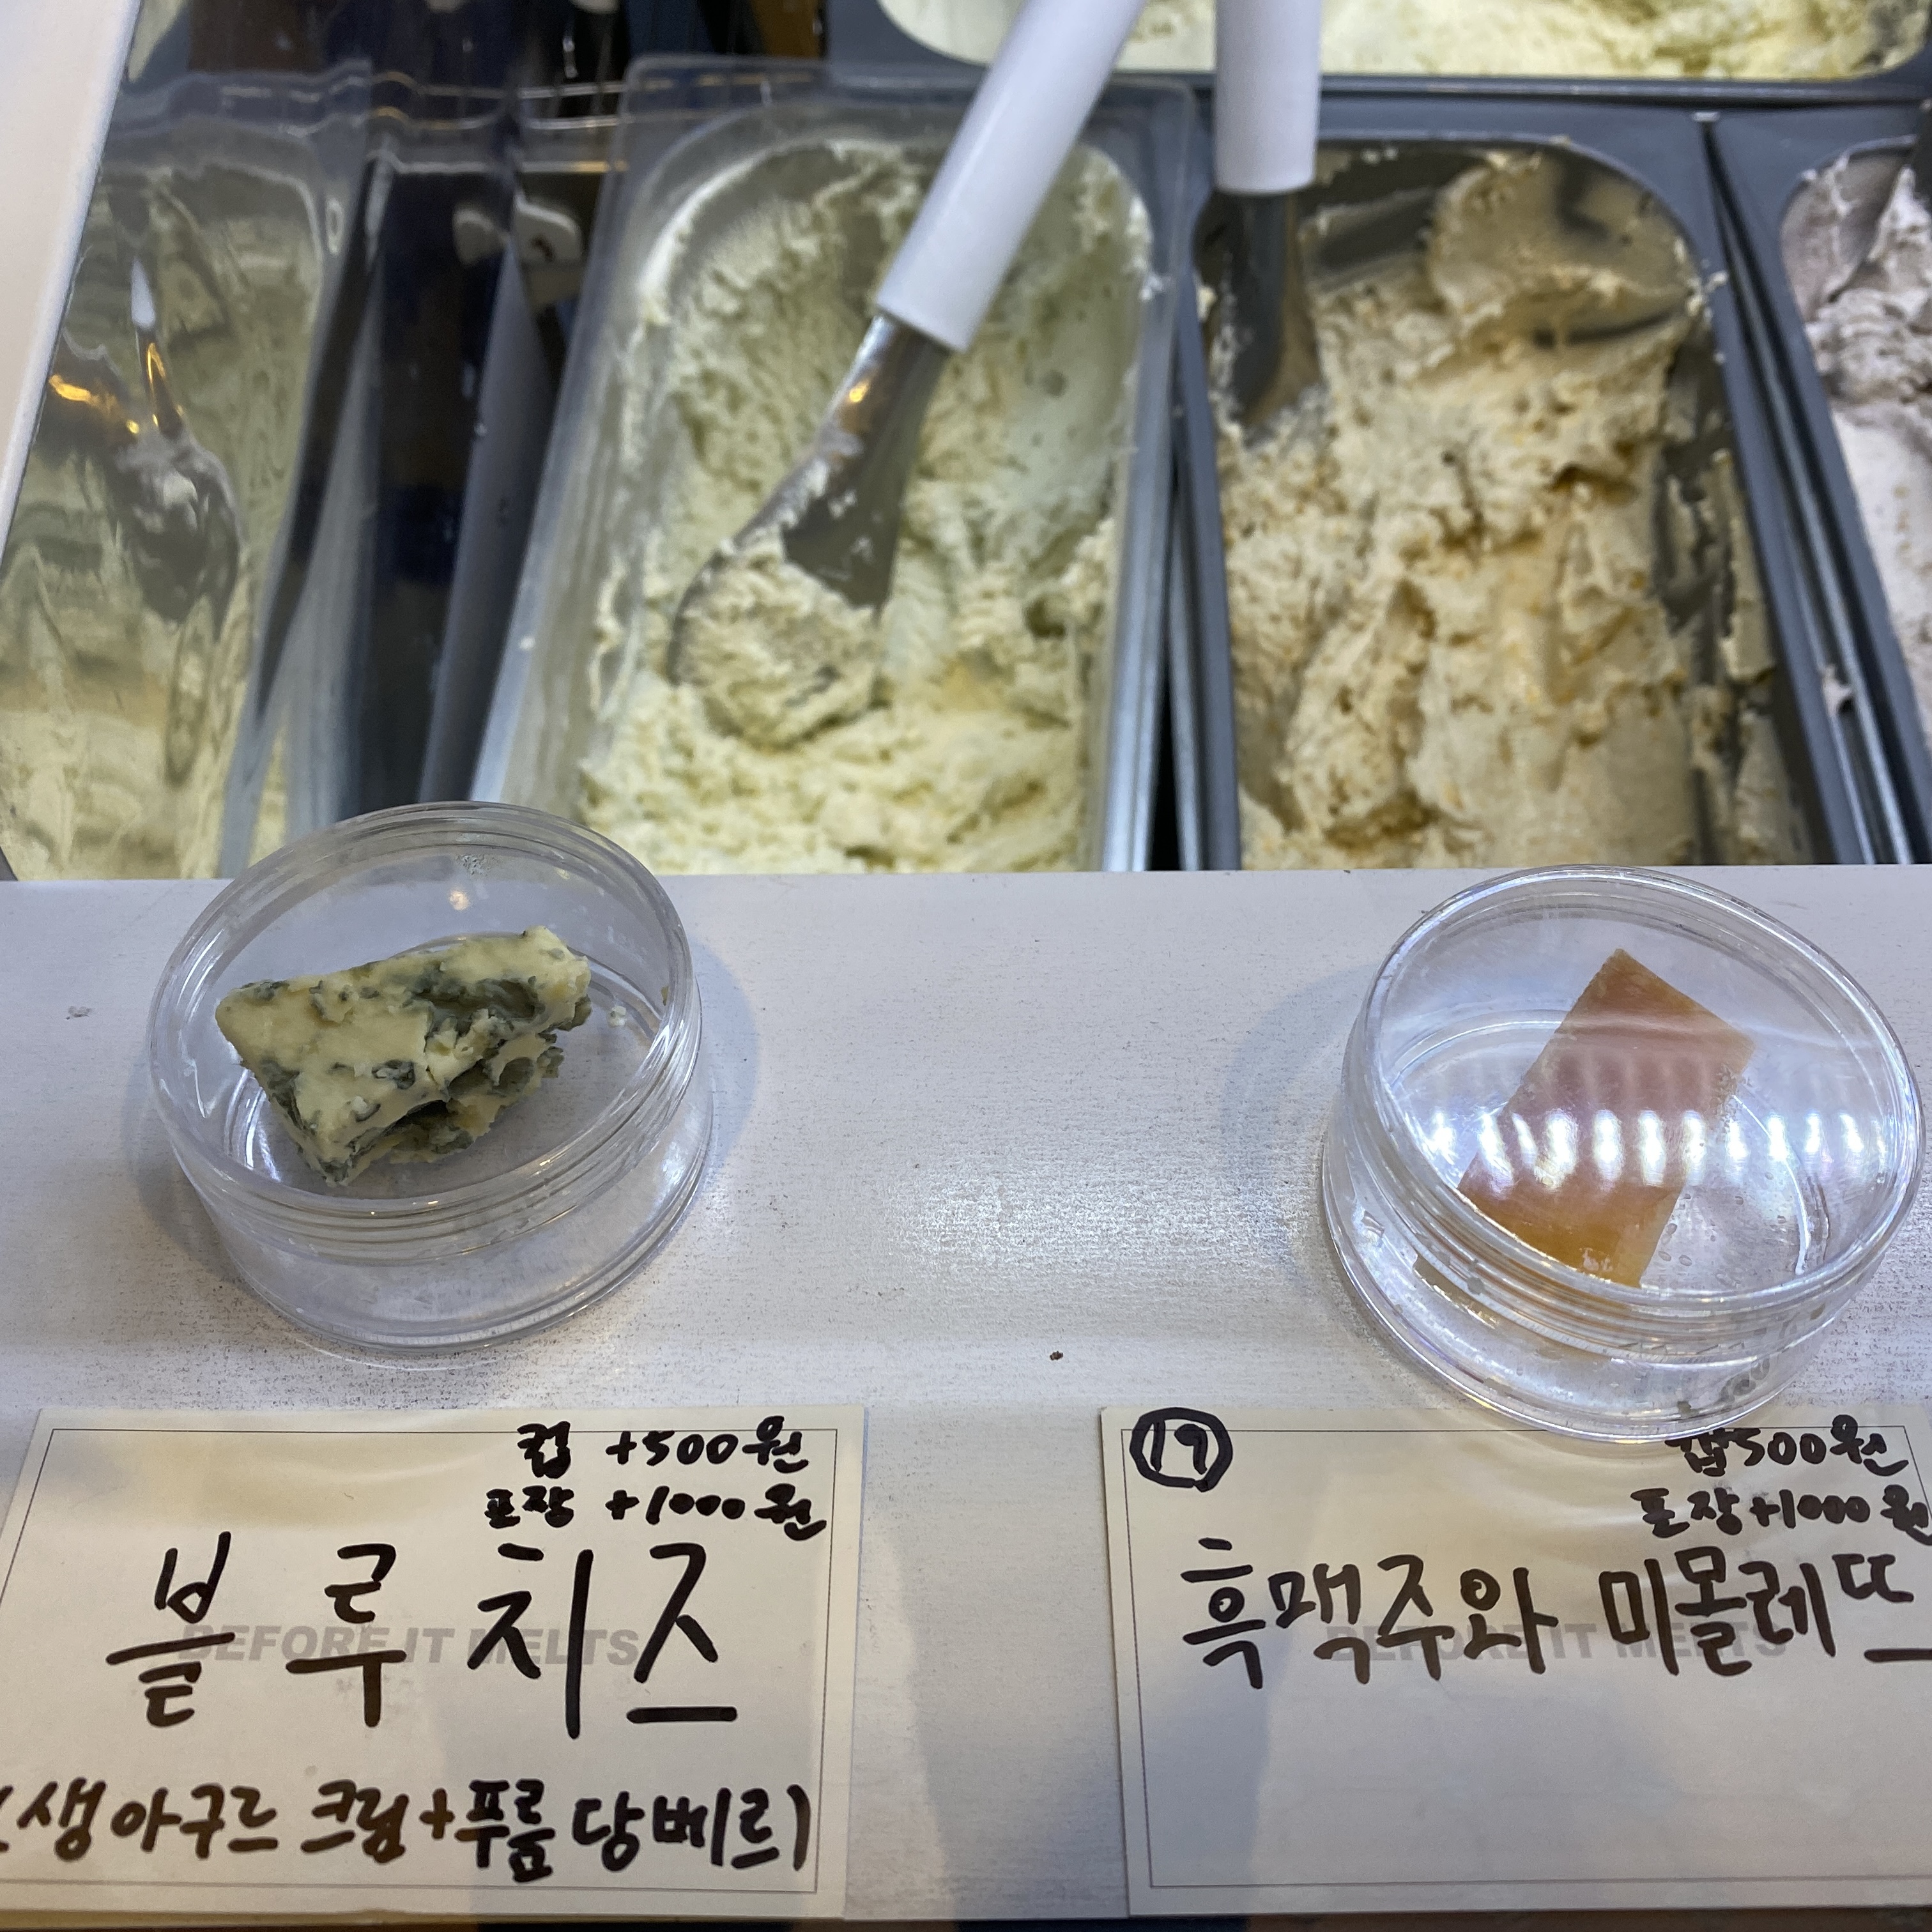 컵 +500원
포장 +1000원
블루치즈
BEFORE IT MELTS
(생 아구르 크림+푸름 당베르)
19
컵 500원
포장+1000원
흑맥주와 미몰레뜨
BEFORE IT MELTS